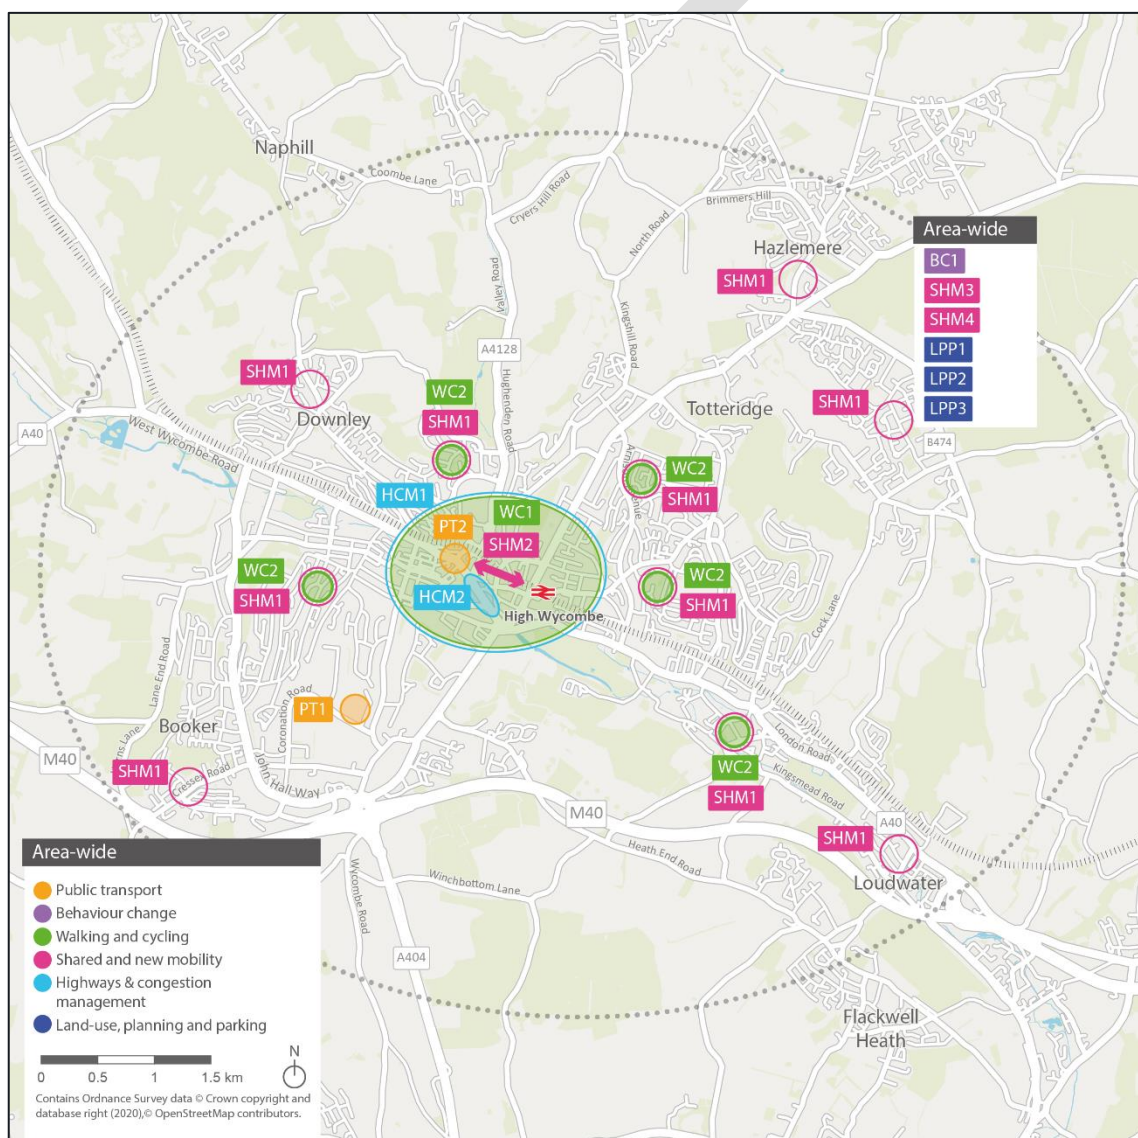 Naphill
Coombe Lane
Cryers Hill Road
North Road
Brimmers Hill
Valley Road
Hazlemere
SHM1
Area-wide
BC1
SHM3
SHM4
LPP1
LPP2
LPP3
Kingshill Road
A4128
Hughenden Road
SHM1
Downley
WC2
SHM1
Totteridge
SHM1
B474
A40
West Wycombe Road
WC2
SHM1
HCM1
WC1
PT2
SHM2
HCM2
High Wycombe
WC2
SHM1
WC2
SHM1
Cock Lane
Lane End Road
Coronation Road
PT1
Booker
M40
SHM1
Cressex Road
John Hall Way
WC2
SHM1
London Road
Kingsmead Road
M40
A40
SHM1
Loudwater
Heath End Road
Winchbottom Lane
Wycombe Road
A404
Flackwell
Heath
Area-wide
Public transport
Behaviour change
Walking and cycling
Shared and new mobility
Highways & congestion
management
Land-use, planning and parking
0 0.5 1 1.5 km
N
Contains Ordnance Survey data © Crown copyright and
database right (2020),© OpenStreetMap contributors.